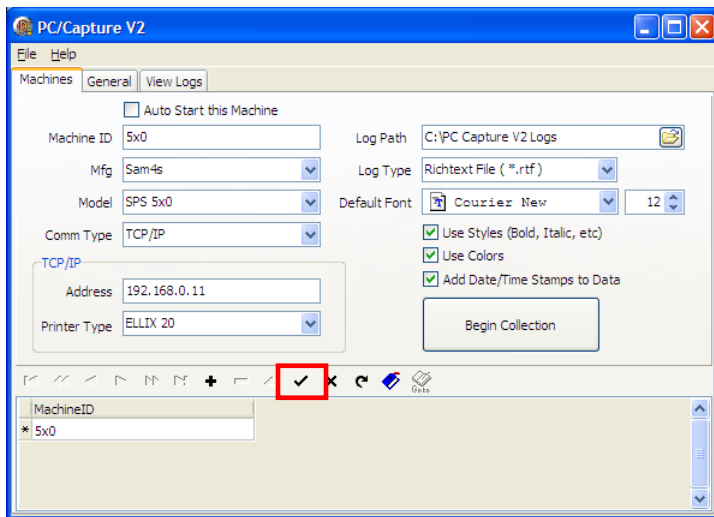 PC/Capture V2
File Help
Machines General View Logs
Auto Start this Machine
Machine ID 5x0 Log Path C:\PC Capture V2 Logs
Mfg Sam4s Log Type Richtext File ( *.rtf )
Model SPS 5x0 Default Font Courier New 12
Comm Type TCP/IP Use Styles (Bold, Italic, etc)
Use Colors
TCP/IP
Add Date/Time Stamps to Data
Address 192.168.0.11
Printer Type ELLIX 20 Begin Collection
Goto
MachineID
* 5x0